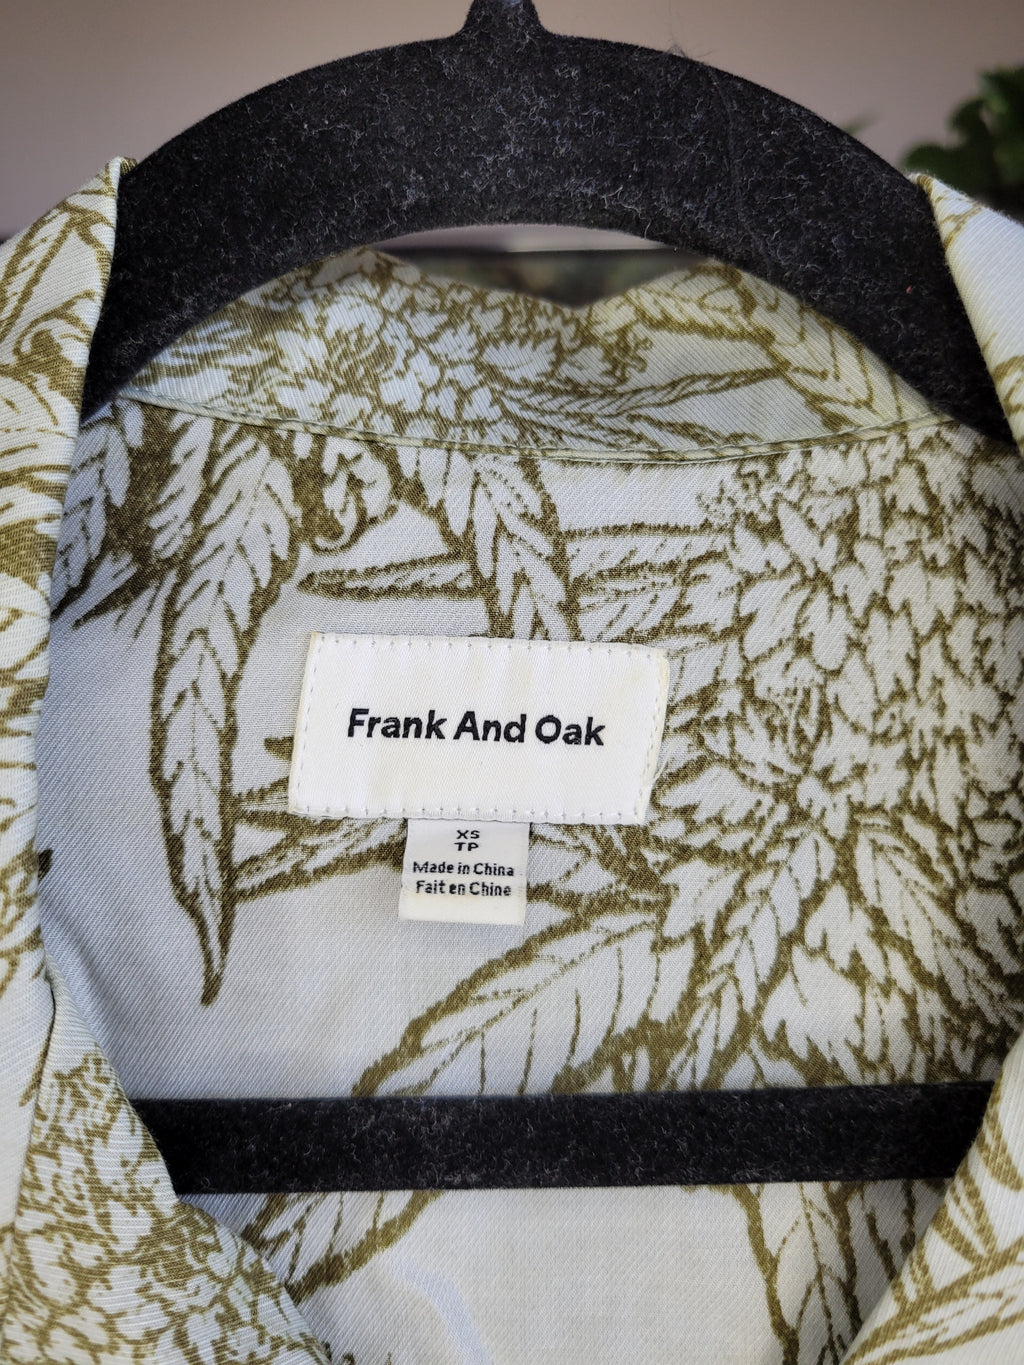 Frank And Oak
XS
TP
Made in China
Fait en Chine